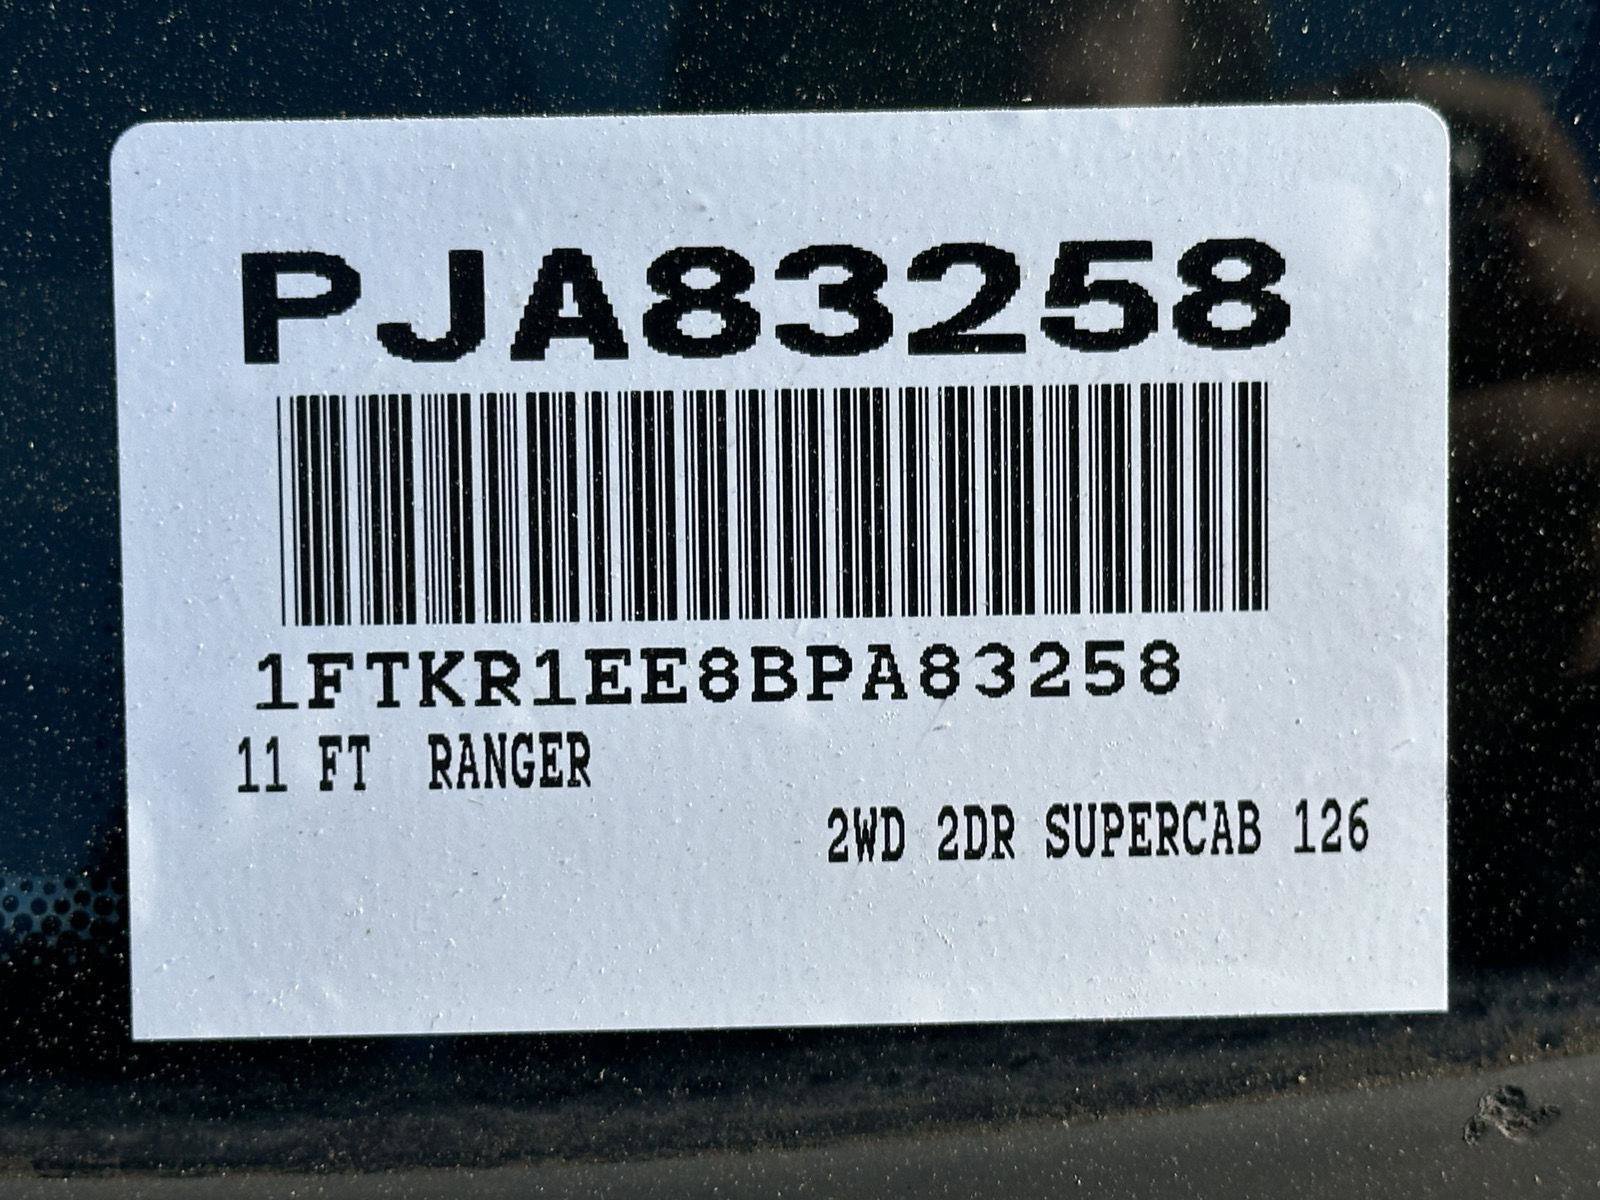 PJA83258
1FTKR1EE8BPA83258
11 FT RANGER
2WD 2DR SUPERCAB 126